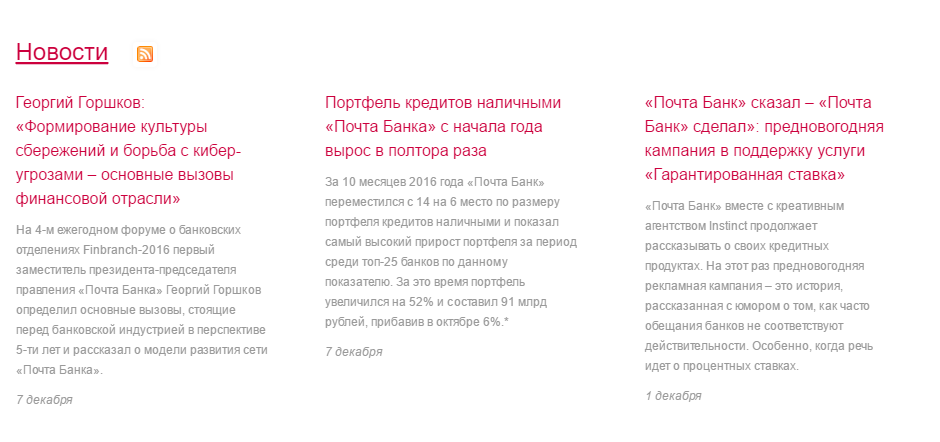 Новости
Георгий Горшков:
«Формирование культуры
сбережений и борьба с кибер-
угрозами – основные вызовы
финансовой отрасли»
На 4-м ежегодном форуме о банковских
отделениях Finbranch-2016 первый
заместитель президента-председателя
правления «Почта Банка» Георгий Горшков
определил основные вызовы, стоящие
перед банковской индустрией в перспективе
5-ти лет и рассказал о модели развития сети
«Почта Банка».
7 декабря
Портфель кредитов наличными
«Почта Банка» с начала года
вырос в полтора раза
За 10 месяцев 2016 года «Почта Банк»
переместился с 14 на 6 место по размеру
портфеля кредитов наличными и показал
самый высокий прирост портфеля за период
среди топ-25 банков по данному
показателю. За это время портфель
увеличился на 52% и составил 91 млрд
рублей, прибавив в октябре 6%.*
7 декабря
«Почта Банк» сказал – «Почта
Банк» сделал»: предновогодняя
кампания в поддержку услуги
«Гарантированная ставка»
«Почта Банк» вместе с креативным
агентством Instinct продолжает
рассказывать о своих кредитных
продуктах. На этот раз предновогодняя
рекламная кампания – это история,
рассказанная с юмором о том, как часто
обещания банков не соответствуют
действительности. Особенно, когда речь
идет о процентных ставках.
1 декабря